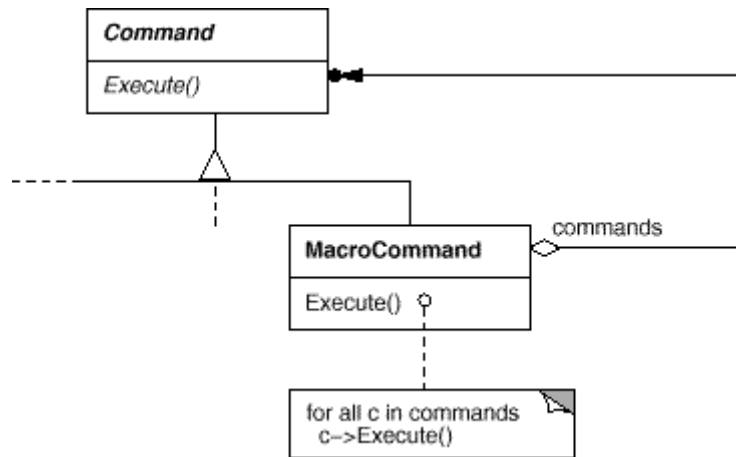 Command
Execute()
commands
MacroCommand
Execute()
for all c in commands
c->Execute()